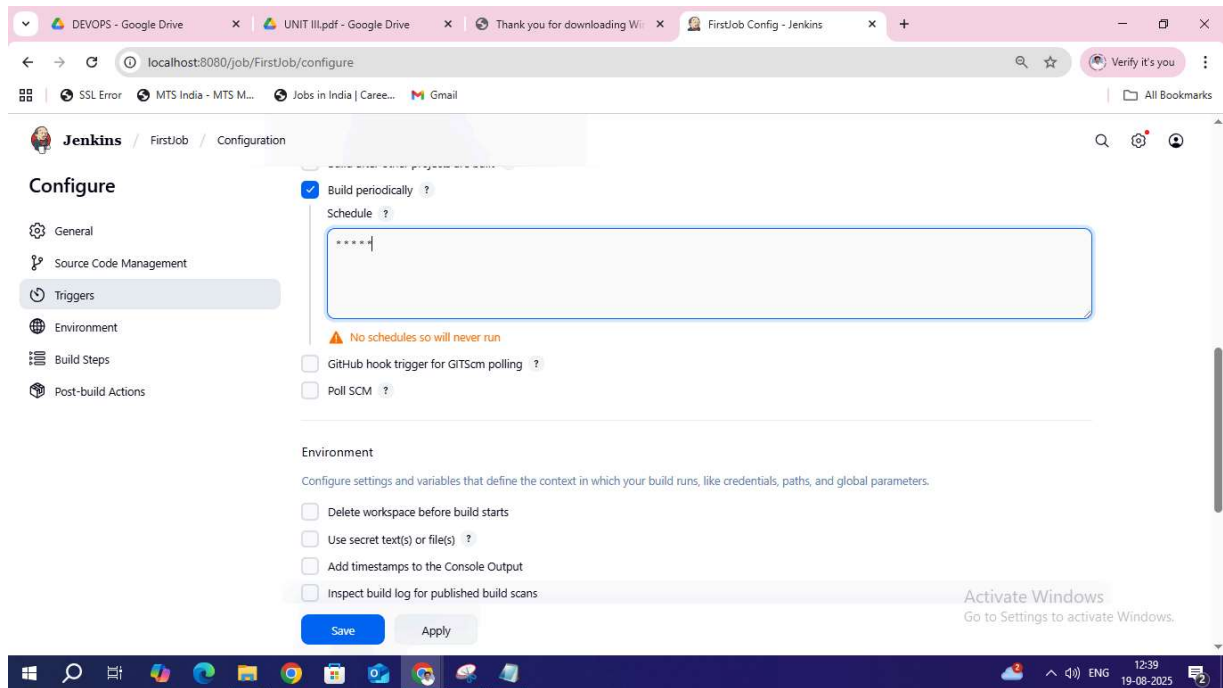 DEVOPS - Google Drive
UNIT III.pdf - Google Drive
Thank you for downloading Wi
FirstJob Config - Jenkins
localhost:8080/job/FirstJob/configure
Verify it's you
SSL Error
MTS India - MTS M...
Jobs in India | Caree...
Gmail
All Bookmarks
Jenkins / FirstJob / Configuration
Configure
General
Source Code Management
Triggers
Environment
Build Steps
Post-build Actions
Build after other projects are built
Build periodically ?
Schedule ?
* * * * *
No schedules so will never run
GitHub hook trigger for GITScm polling ?
Poll SCM ?
Environment
Configure settings and variables that define the context in which your build runs, like credentials, paths, and global parameters.
Delete workspace before build starts
Use secret text(s) or file(s) ?
Add timestamps to the Console Output
Inspect build log for published build scans
Save
Apply
Activate Windows
Go to Settings to activate Windows.
ENG
12:39
19-08-2025